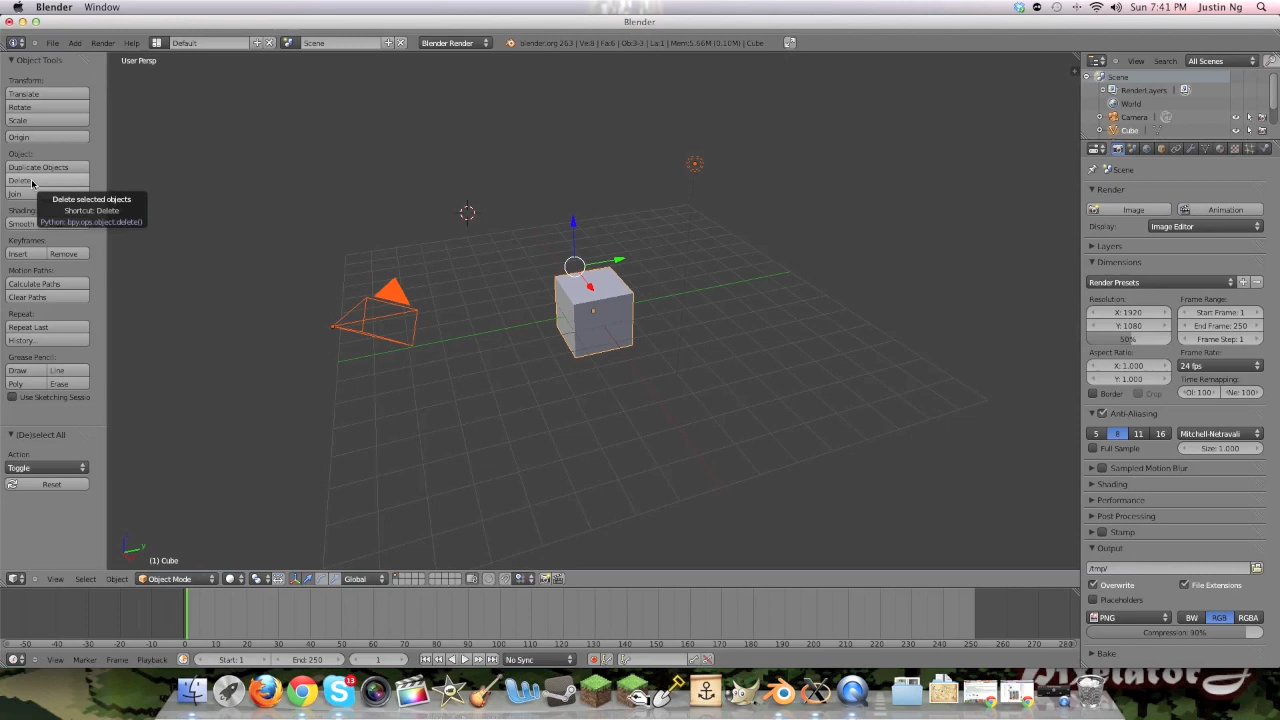 Blender Window Sun 7:41 PM Justin Ng
Blender
File Add Render Help Default Scene Blender Render blender.org 263 | Ve:8 | Fa:6 | Ob:3-3 | La:1 | Mem:5.66M (0.10M) | Cube
Object Tools
Transform:
Translate
Rotate
Scale
Origin
Object:
Duplicate Objects
Delete
Join
Delete selected objects
Shortcut: Delete
Python: bpy.ops.object.delete()
Shading:
Smooth
Keyframes:
Insert Remove
Motion Paths:
Calculate Paths
Clear Paths
Repeat:
Repeat Last
History...
Grease Pencil:
Draw Line
Poly Erase
Use Sketching Sessio
(De)select All
Action
Toggle
Reset
User Persp
(1) Cube
View Select Object Object Mode Global
View Search All Scenes
Scene
RenderLayers
World
Camera
Cube
Scene
Render
Image Animation
Display: Image Editor
Layers
Dimensions
Render Presets
Resolution: Frame Range:
X: 1920 Start Frame: 1
Y: 1080 End Frame: 250
50% Frame Step: 1
Aspect Ratio: Frame Rate:
X: 1.000 24 fps
Y: 1.000 Time Remapping:
Border Crop Ol: 100 Ne: 100
Anti-Aliasing
5 8 11 16 Mitchell-Netravali
Full Sample Size: 1.000
Sampled Motion Blur
Shading
Performance
Post Processing
Stamp
Output
/tmp/
Overwrite File Extensions
Placeholders
PNG BW RGB RGBA
Compression: 90%
Bake
-50 -40 -30 -20 -10 0 10 20 30 40 50 60 70 80 90 100 110 120 130 140 150 160 170 180 190 200 210 220 230 240 250 260 270 280
View Marker Frame Playback Start: 1 End: 250 1 No Sync
13